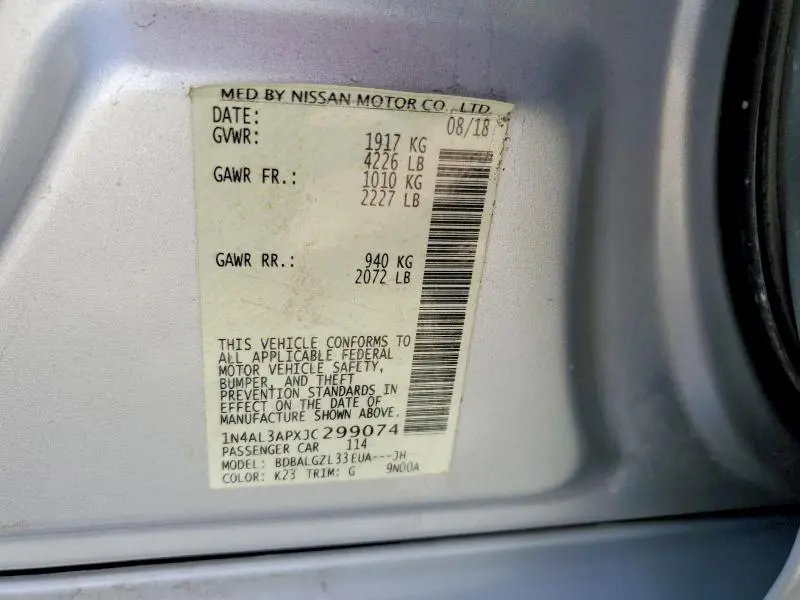 MFD BY NISSAN MOTOR CO., LTD.
DATE: 08/18
GVWR: 1917 KG
4226 LB
GAWR FR.: 1010 KG
2227 LB
GAWR RR.: 940 KG
2072 LB
THIS VEHICLE CONFORMS TO
ALL APPLICABLE FEDERAL
MOTOR VEHICLE SAFETY,
BUMPER, AND THEFT
PREVENTION STANDARDS IN
EFFECT ON THE DATE OF
MANUFACTURE SHOWN ABOVE.
1N4AL3APXJC299074
PASSENGER CAR 114
MODEL: BDBALGZL33EUA---JH
COLOR: K23 TRIM: G 9N00A